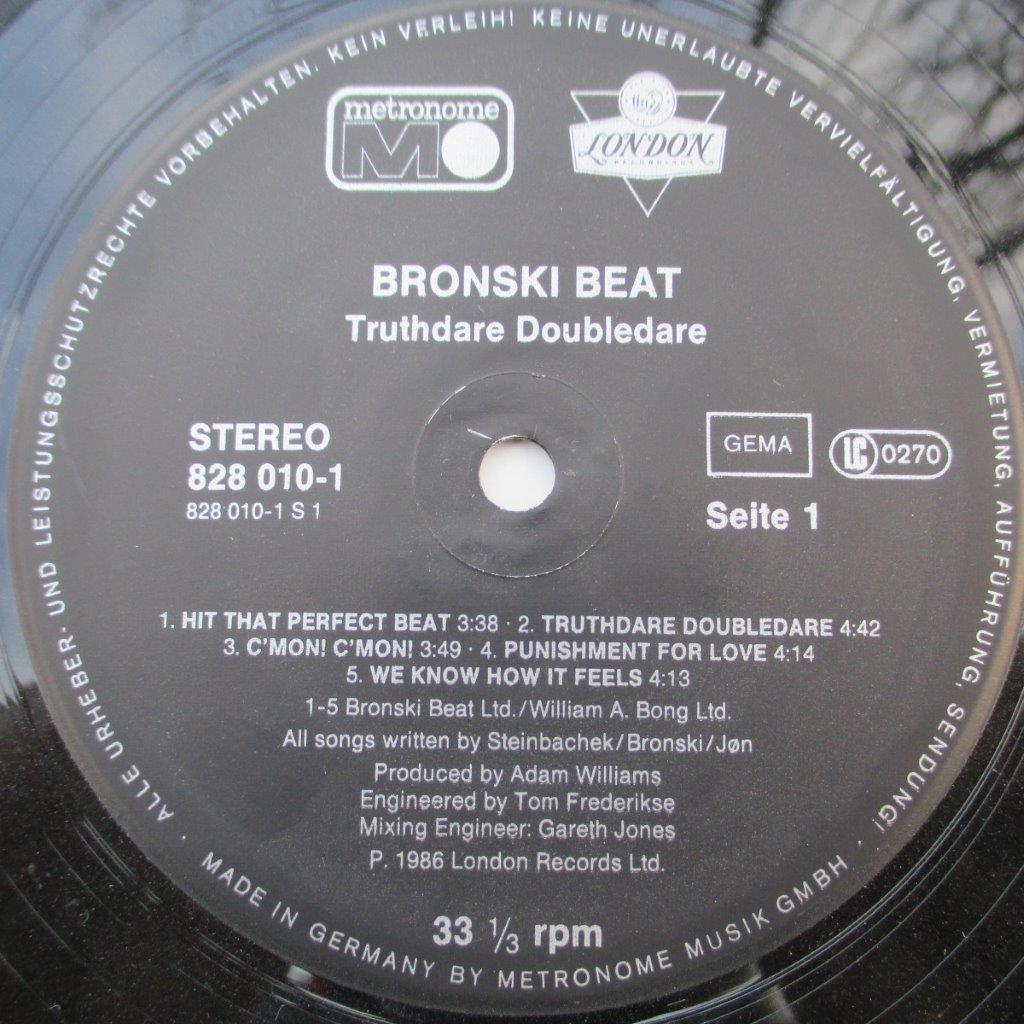 ALLE URHEBER- UND LEISTUNGSSCHUTZRECHTE VORBEHALTEN. KEIN VERLEIH! KEINE UNERLAUBTE VERVIELFÄLTIGUNG, VERMIETUNG, AUFFÜHRUNG, SENDUNG!
metronome
MO
LONDON
RECORDINGS
BRONSKI BEAT
Truthdare Doubledare
STEREO
828 010-1
828 010-1 S 1
GEMA
LC 0270
Seite 1
1. HIT THAT PERFECT BEAT 3:38 · 2. TRUTHDARE DOUBLEDARE 4:42
3. C'MON! C'MON! 3:49 · 4. PUNISHMENT FOR LOVE 4:14
5. WE KNOW HOW IT FEELS 4:13
1-5 Bronski Beat Ltd./William A. Bong Ltd.
All songs written by Steinbachek/Bronski/Jøn
Produced by Adam Williams
Engineered by Tom Frederikse
Mixing Engineer: Gareth Jones
P. 1986 London Records Ltd.
33 1/3 rpm
MADE IN GERMANY BY METRONOME MUSIK GMBH